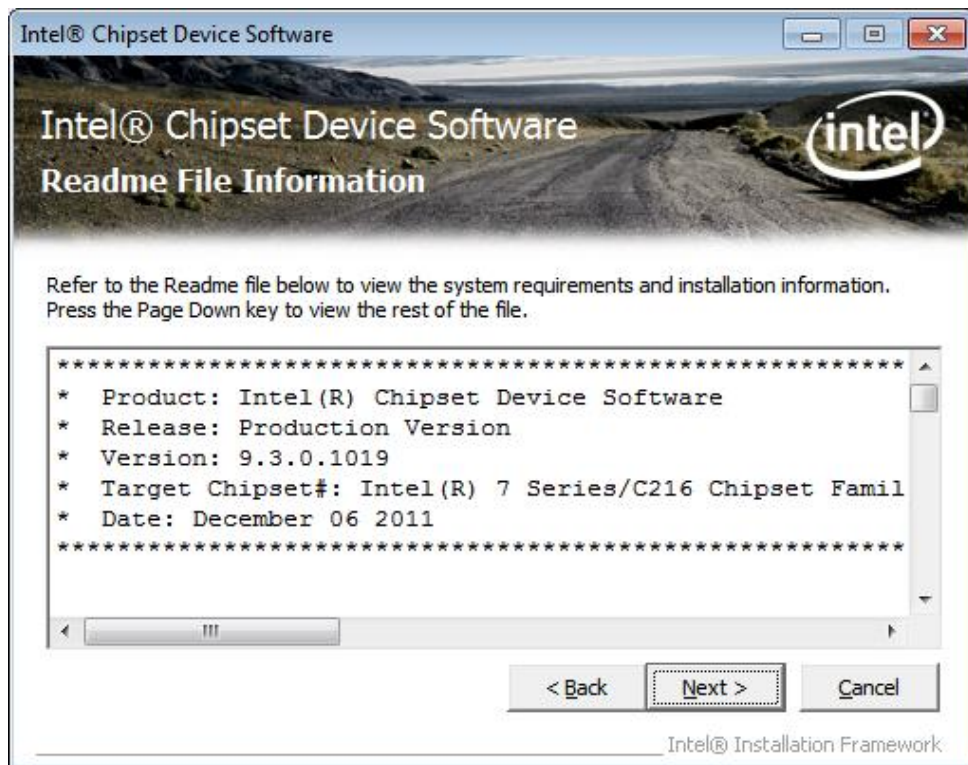 Intel® Chipset Device Software
Intel® Chipset Device Software
intel
Readme File Information
Refer to the Readme file below to view the system requirements and installation information.
Press the Page Down key to view the rest of the file.
********************************************************
* Product: Intel(R) Chipset Device Software
* Release: Production Version
* Version: 9.3.0.1019
* Target Chipset#: Intel(R) 7 Series/C216 Chipset Famil
* Date: December 06 2011
********************************************************
< Back
Next >
Cancel
Intel® Installation Framework